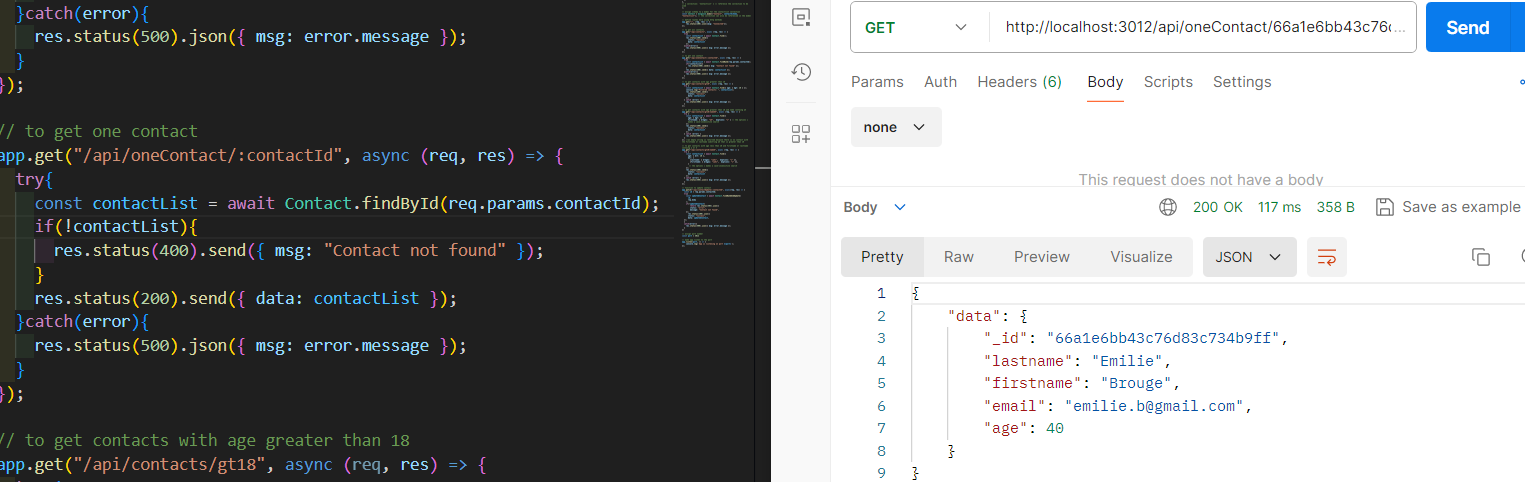 }catch(error){
res.status(500).json({ msg: error.message });
}
});
// to get one contact
app.get("/api/oneContact/:contactId", async (req, res) => {
try{
const contactList = await Contact.findById(req.params.contactId);
if(!contactList){
res.status(400).send({ msg: "Contact not found" });
}
res.status(200).send({ data: contactList });
}catch(error){
res.status(500).json({ msg: error.message });
}
});
// to get contacts with age greater than 18
app.get("/api/contacts/gt18", async (req, res) => {
GET
http://localhost:3012/api/oneContact/66a1e6bb43c76d...
Send
Params Auth Headers (6) Body Scripts Settings
none
This request does not have a body
Body 200 OK 117 ms 358 B Save as example
Pretty Raw Preview Visualize JSON
1 {
2 "data": {
3 "_id": "66a1e6bb43c76d83c734b9ff",
4 "lastname": "Emilie",
5 "firstname": "Brouge",
6 "email": "emilie.b@gmail.com",
7 "age": 40
8 }
9 }